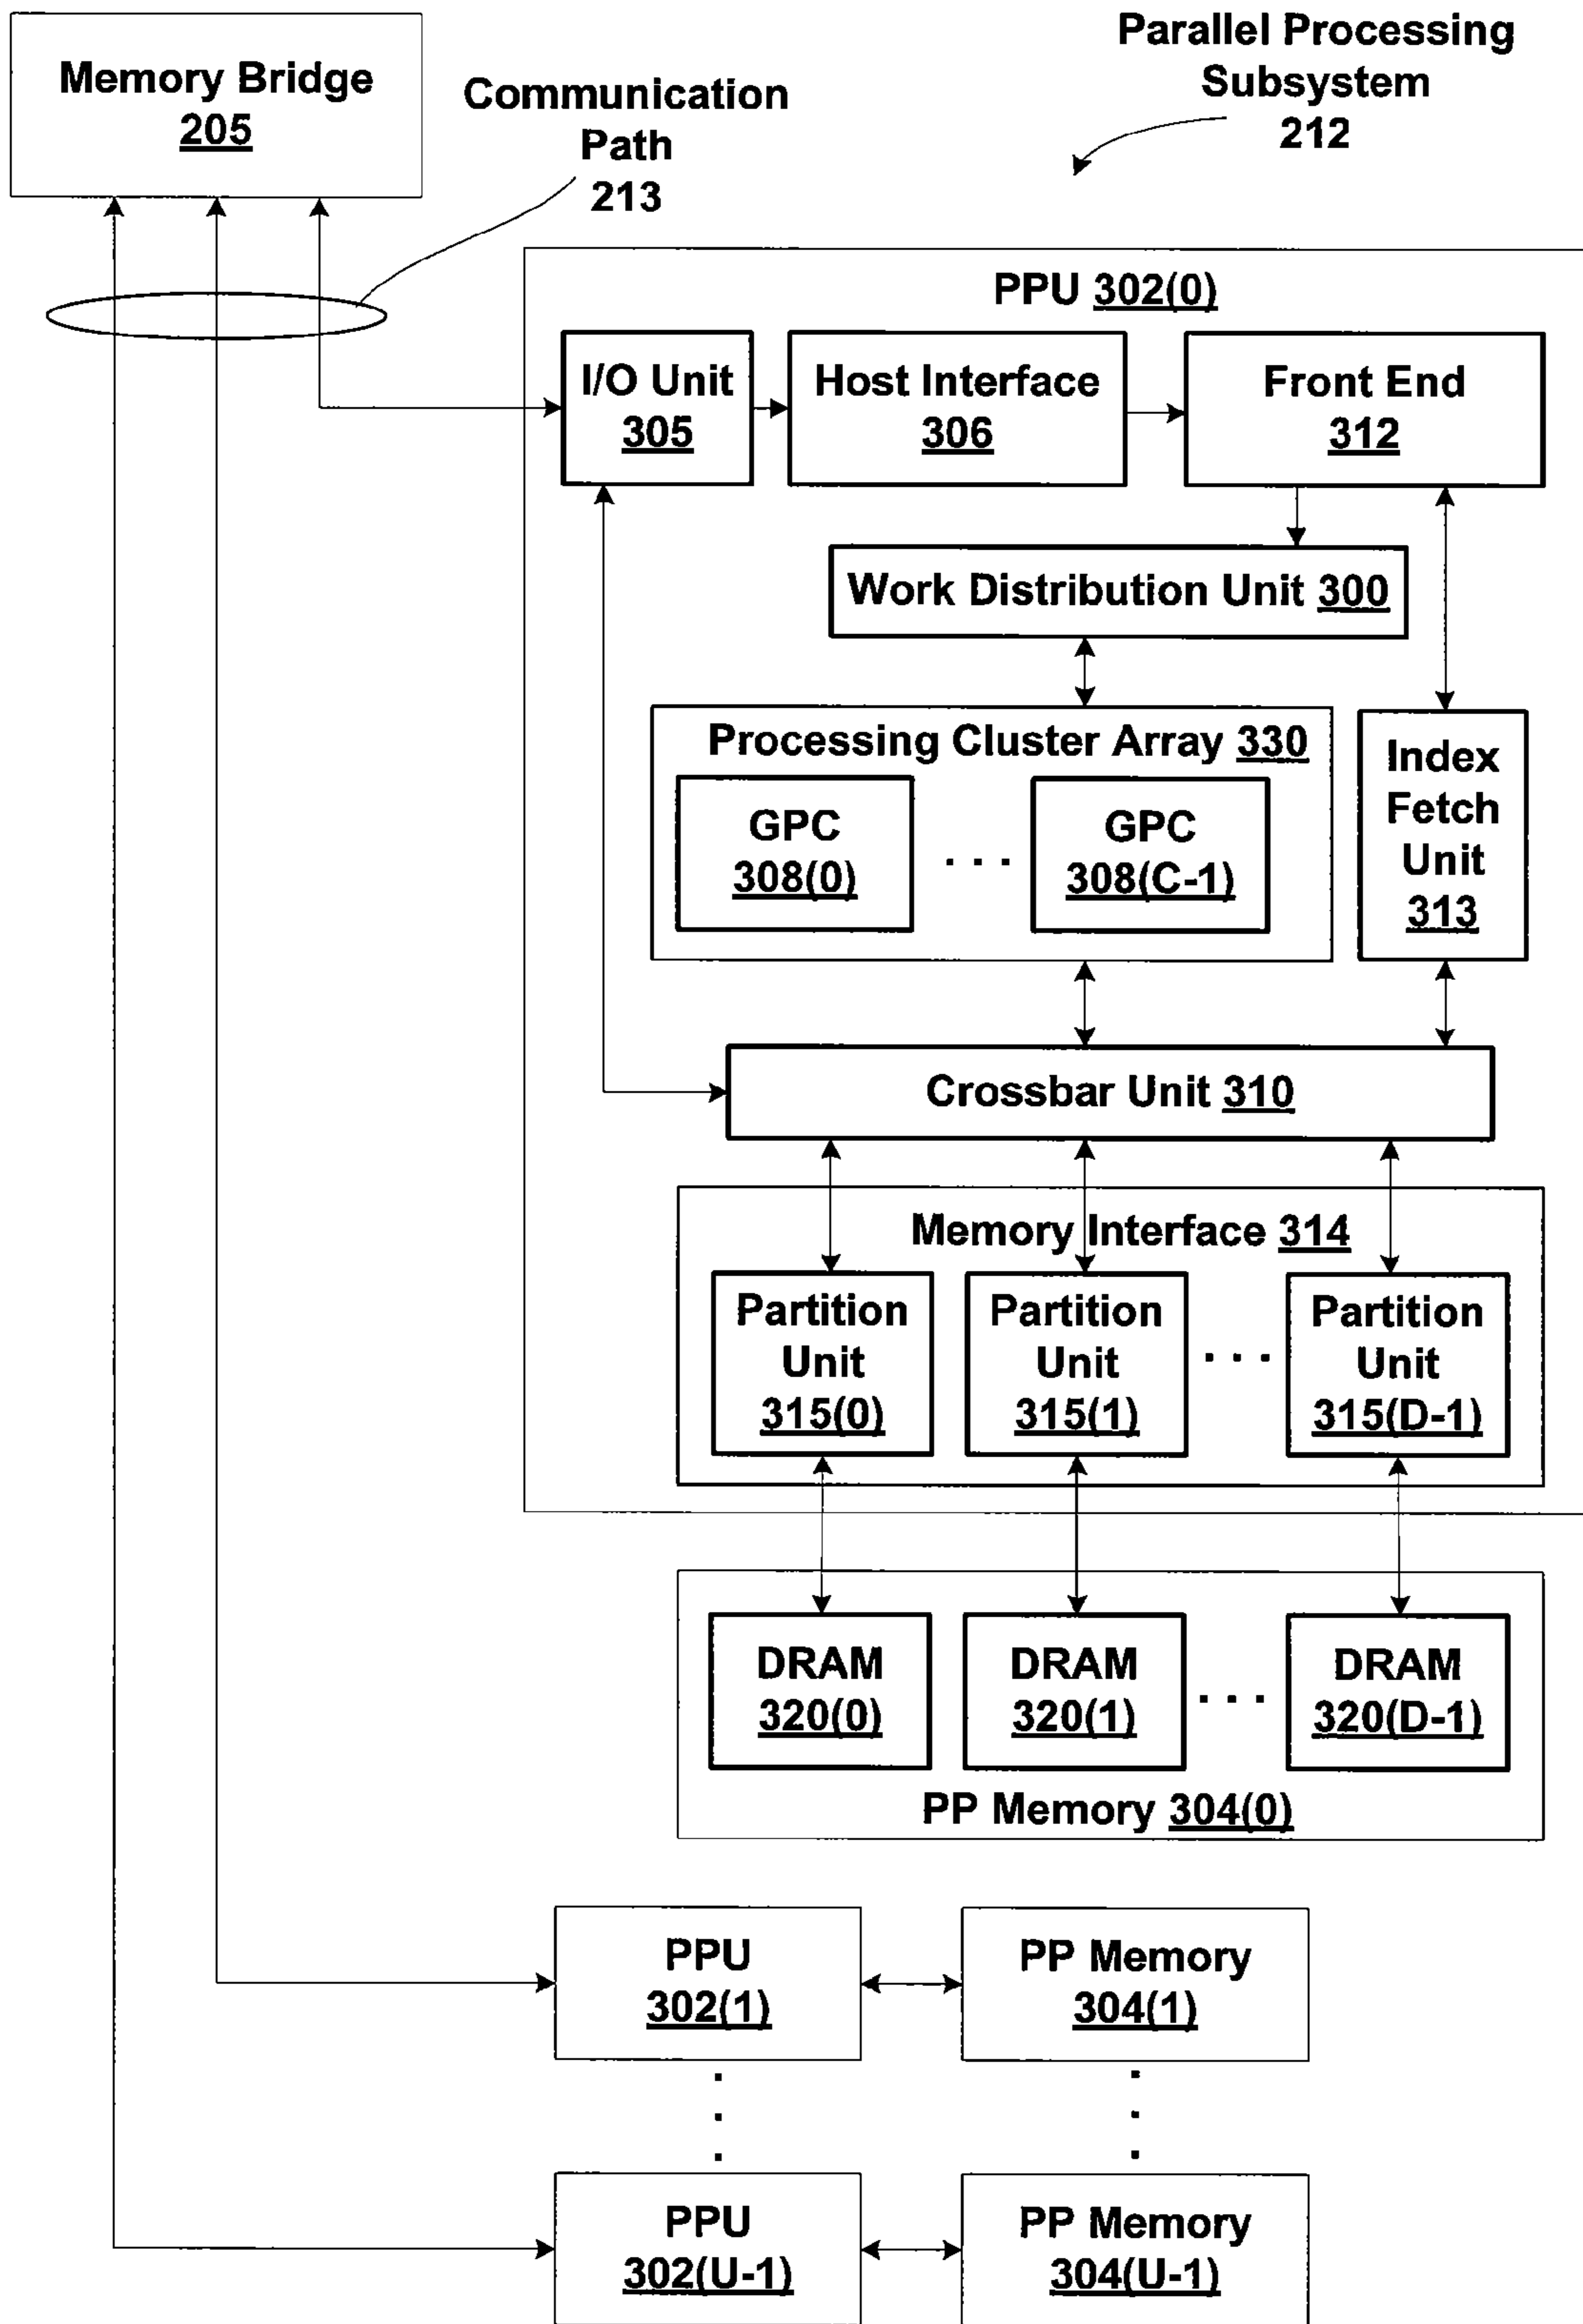 Parallel Processing
Subsystem
212
Memory Bridge
205
Communication
Path
213
PPU 302(0)
I/O Unit
305
Host Interface
306
Front End
312
Work Distribution Unit 300
Processing Cluster Array 330
GPC
308(0)
. . .
GPC
308(C-1)
Index
Fetch
Unit
313
Crossbar Unit 310
Memory Interface 314
Partition
Unit
315(0)
Partition
Unit
315(1)
. . .
Partition
Unit
315(D-1)
DRAM
320(0)
DRAM
320(1)
. . .
DRAM
320(D-1)
PP Memory 304(0)
PPU
302(1)
PP Memory
304(1)
PPU
302(U-1)
PP Memory
304(U-1)